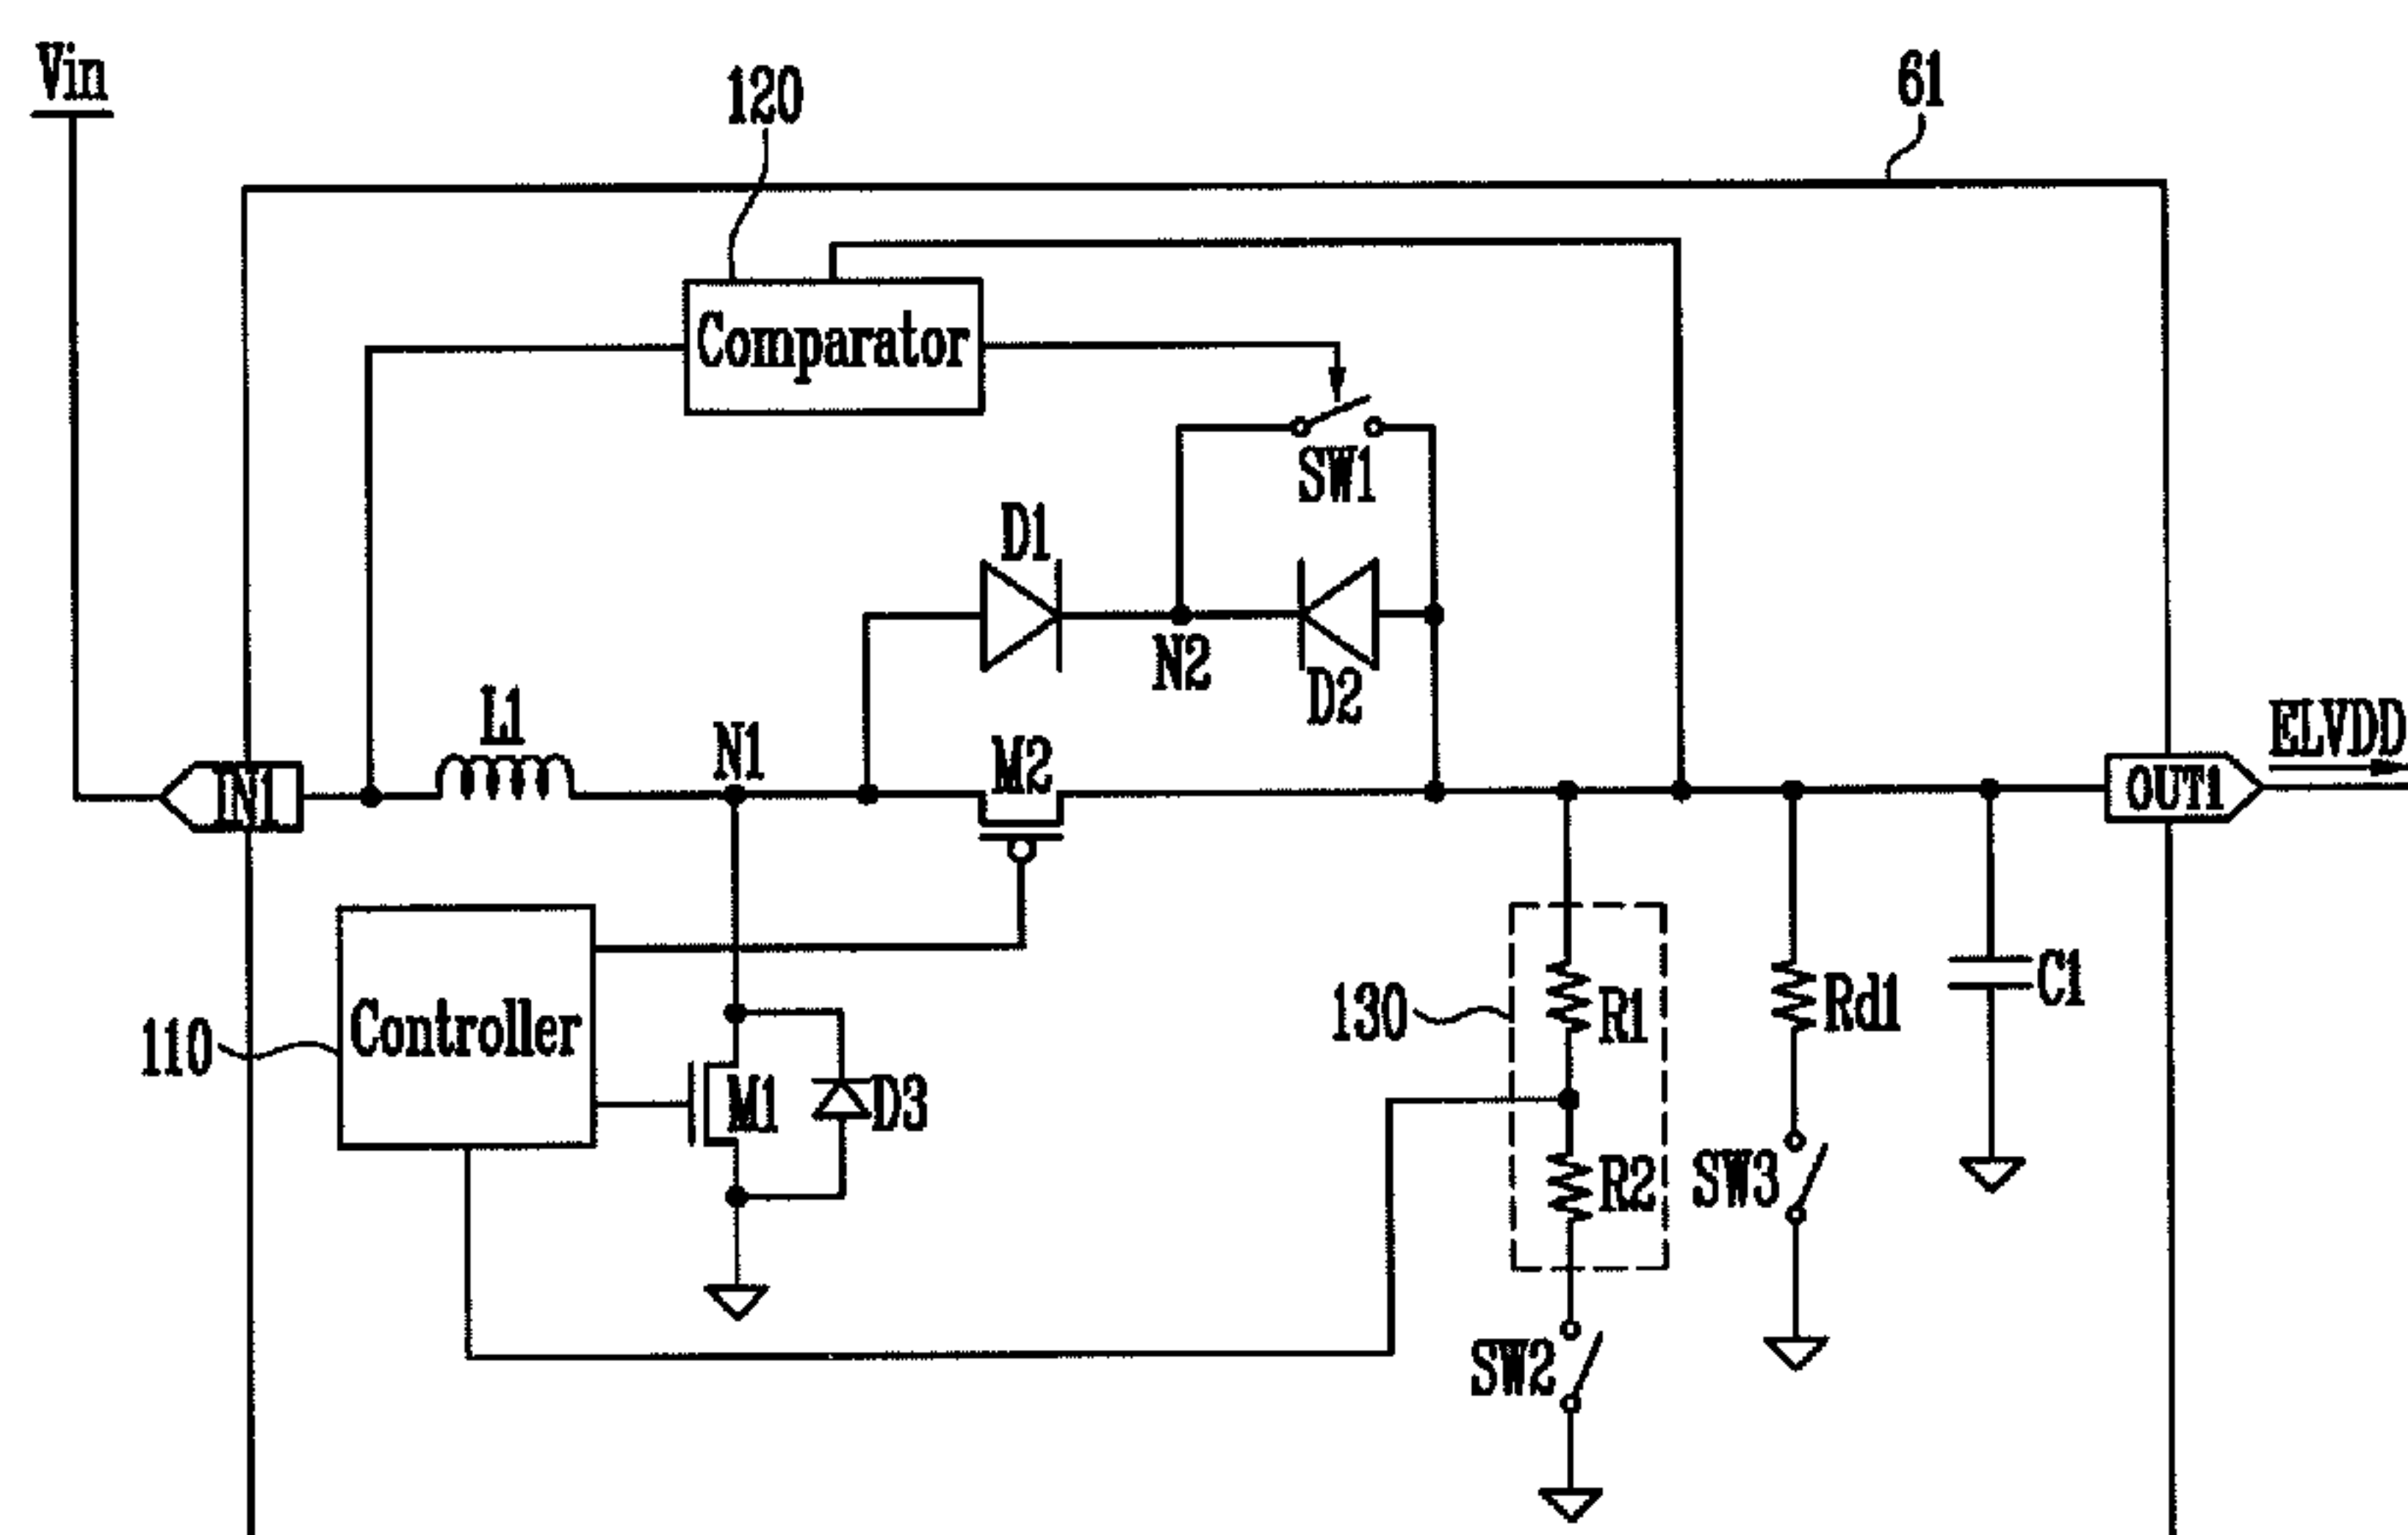 Vin
120
61
Comparator
SW1
D1
N2
D2
L1
N1
M2
IN1
OUT1
ELVDD
110
Controller
M1
D3
130
R1
R2
Rd1
C1
SW3
SW2